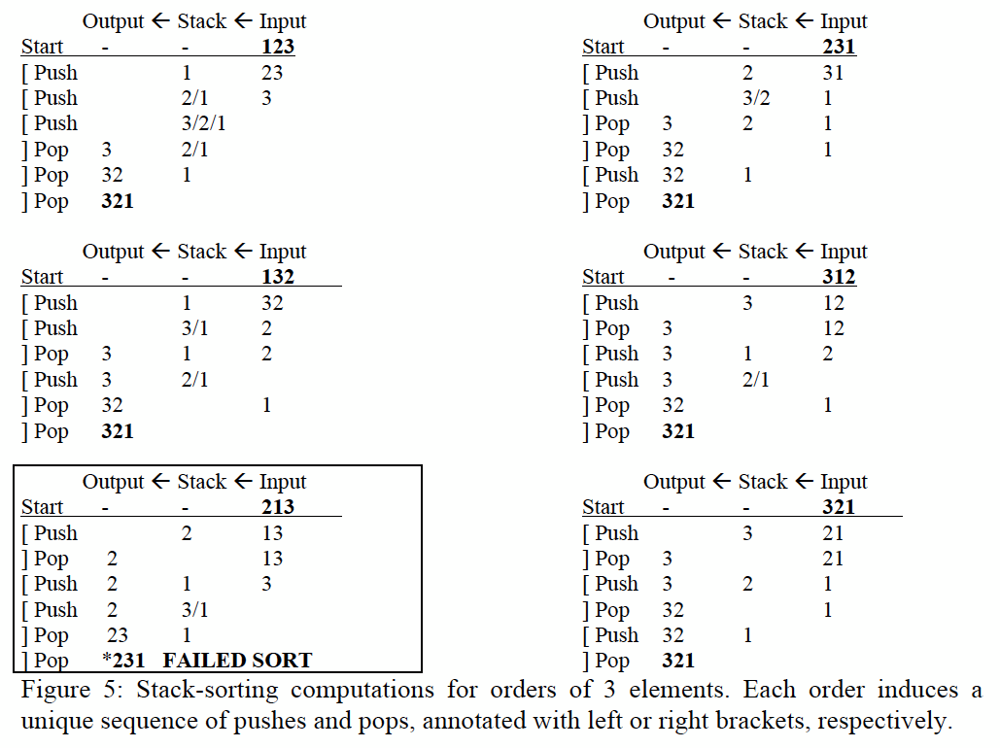 Output ← Stack ← Input
Start - - 123
[ Push 1 23
[ Push 2/1 3
[ Push 3/2/1
] Pop 3 2/1
] Pop 32 1
] Pop 321
Output ← Stack ← Input
Start - - 231
[ Push 2 31
[ Push 3/2 1
] Pop 3 2 1
] Pop 32 1
[ Push 32 1
] Pop 321
Output ← Stack ← Input
Start - - 132
[ Push 1 32
[ Push 3/1 2
] Pop 3 1 2
[ Push 3 2/1
] Pop 32 1
] Pop 321
Output ← Stack ← Input
Start - - 312
[ Push 3 12
] Pop 3 12
[ Push 3 1 2
[ Push 3 2/1
] Pop 32 1
] Pop 321
Output ← Stack ← Input
Start - - 213
[ Push 2 13
] Pop 2 13
[ Push 2 1 3
[ Push 2 3/1
] Pop 23 1
] Pop *231 FAILED SORT
Output ← Stack ← Input
Start - - 321
[ Push 3 21
] Pop 3 21
[ Push 3 2 1
] Pop 32 1
[ Push 32 1
] Pop 321
Figure 5: Stack-sorting computations for orders of 3 elements. Each order induces a
unique sequence of pushes and pops, annotated with left or right brackets, respectively.